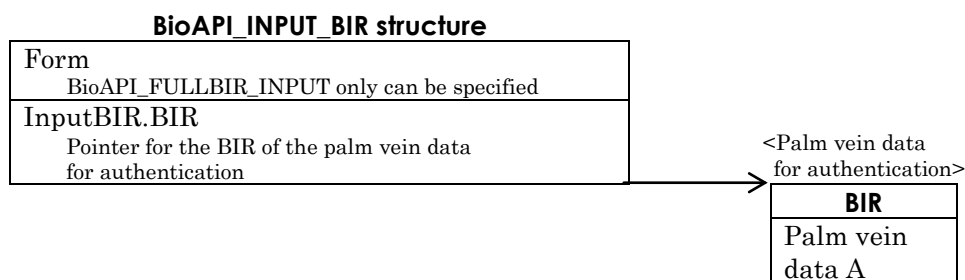 BioAPI_INPUT_BIR structure
Form
BioAPI_FULLBIR_INPUT only can be specified
InputBIR.BIR
Pointer for the BIR of the palm vein data
for authentication
<Palm vein data
for authentication>
BIR
Palm vein
data A